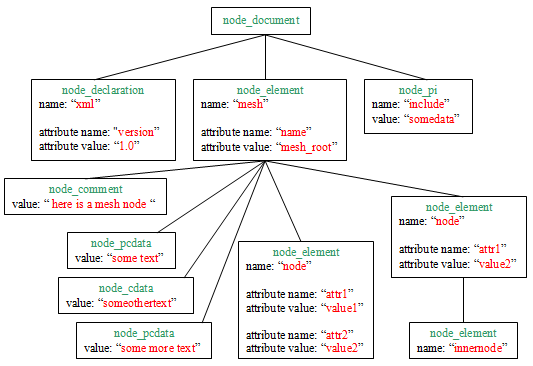 node_document
node_declaration
name: “xml”
attribute name: "version”
attribute value: “1.0”
node_element
name: “mesh”
attribute name: “name”
attribute value: “mesh_root”
node_pi
name: “include”
value: “somedata”
node_comment
value: “ here is a mesh node “
node_pcdata
value: “some text”
node_cdata
value: “someothertext”
node_pcdata
value: “some more text”
node_element
name: “node”
attribute name: “attr1”
attribute value: “value1”
attribute name: “attr2”
attribute value: “value2”
node_element
name: “node”
attribute name: “attr1”
attribute value: “value2”
node_element
name: “innernode”